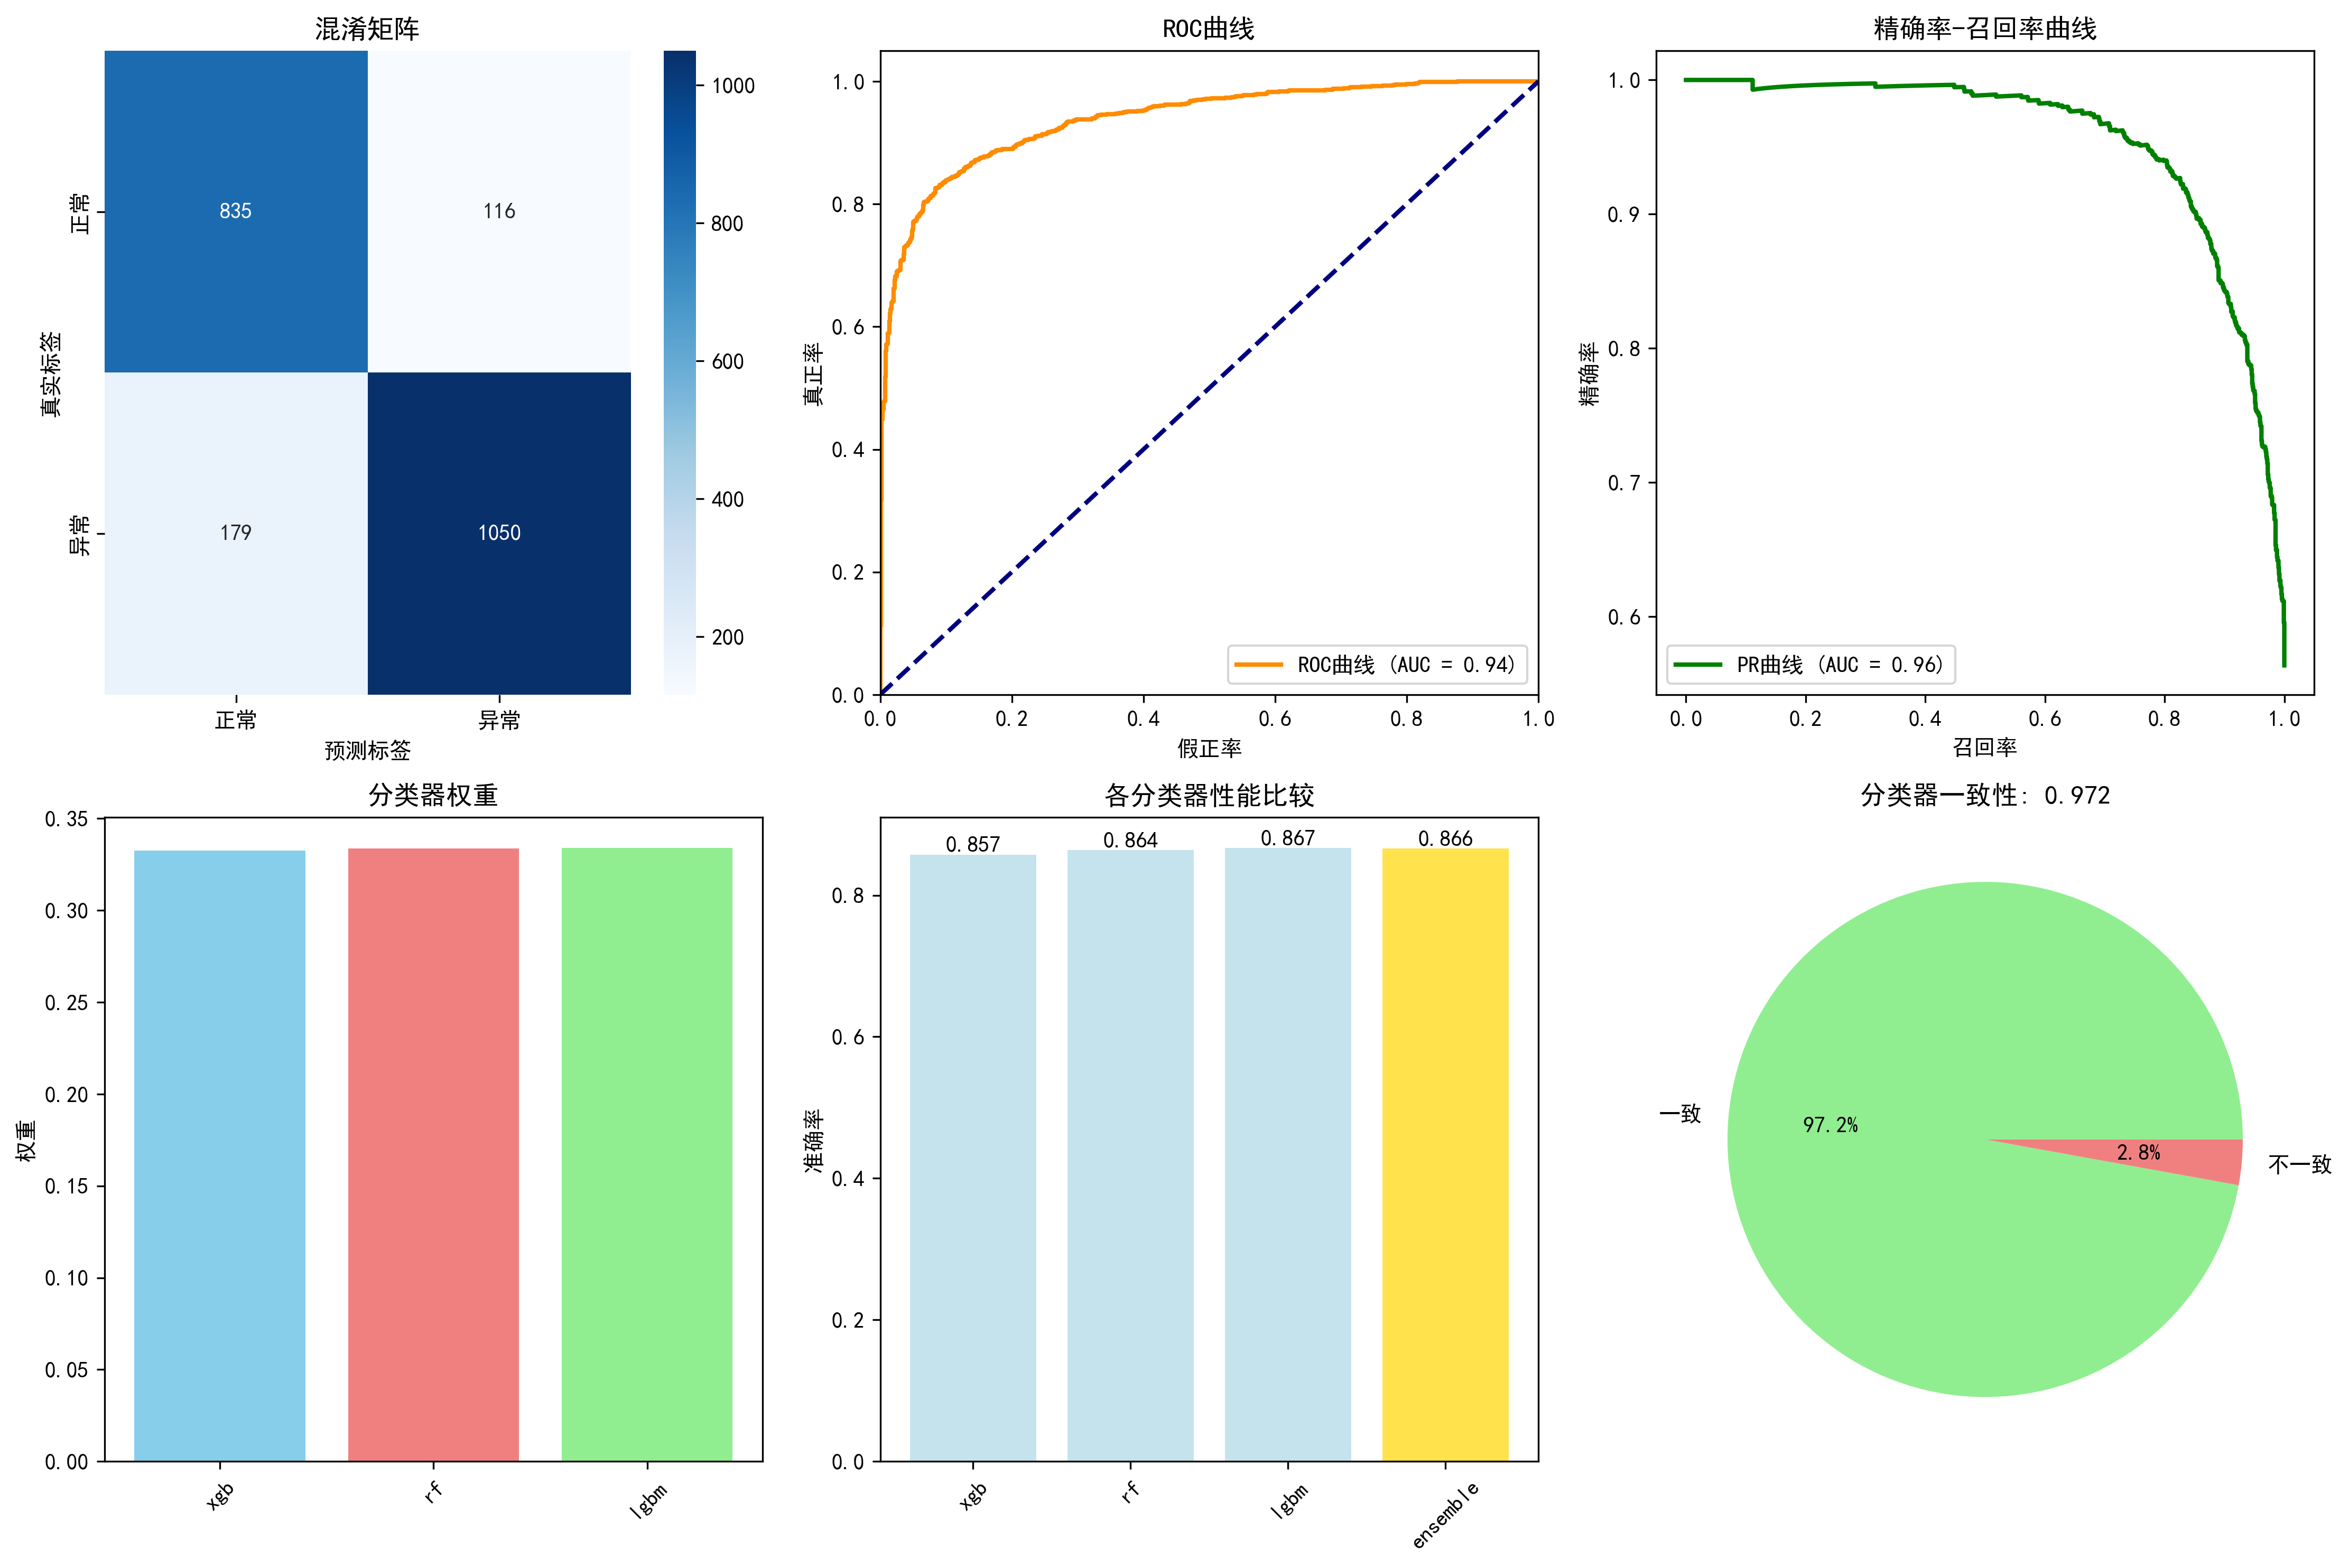 混淆矩阵
正常
异常
真实标签
835
116
179
1050
正常
异常
预测标签
1000
800
600
400
200
ROC曲线
真正率
1.0
0.8
0.6
0.4
0.2
0.0
0.0
0.2
0.4
0.6
0.8
1.0
假正率
ROC曲线 (AUC = 0.94)
精确率-召回率曲线
精确率
1.0
0.9
0.8
0.7
0.6
0.0
0.2
0.4
0.6
0.8
1.0
召回率
PR曲线 (AUC = 0.96)
分类器权重
权重
0.35
0.30
0.25
0.20
0.15
0.10
0.05
0.00
xgb
rf
lgbm
各分类器性能比较
准确率
0.8
0.6
0.4
0.2
0.0
0.857
0.864
0.867
0.866
xgb
rf
lgbm
ensemble
分类器一致性: 0.972
一致
97.2%
2.8%
不一致